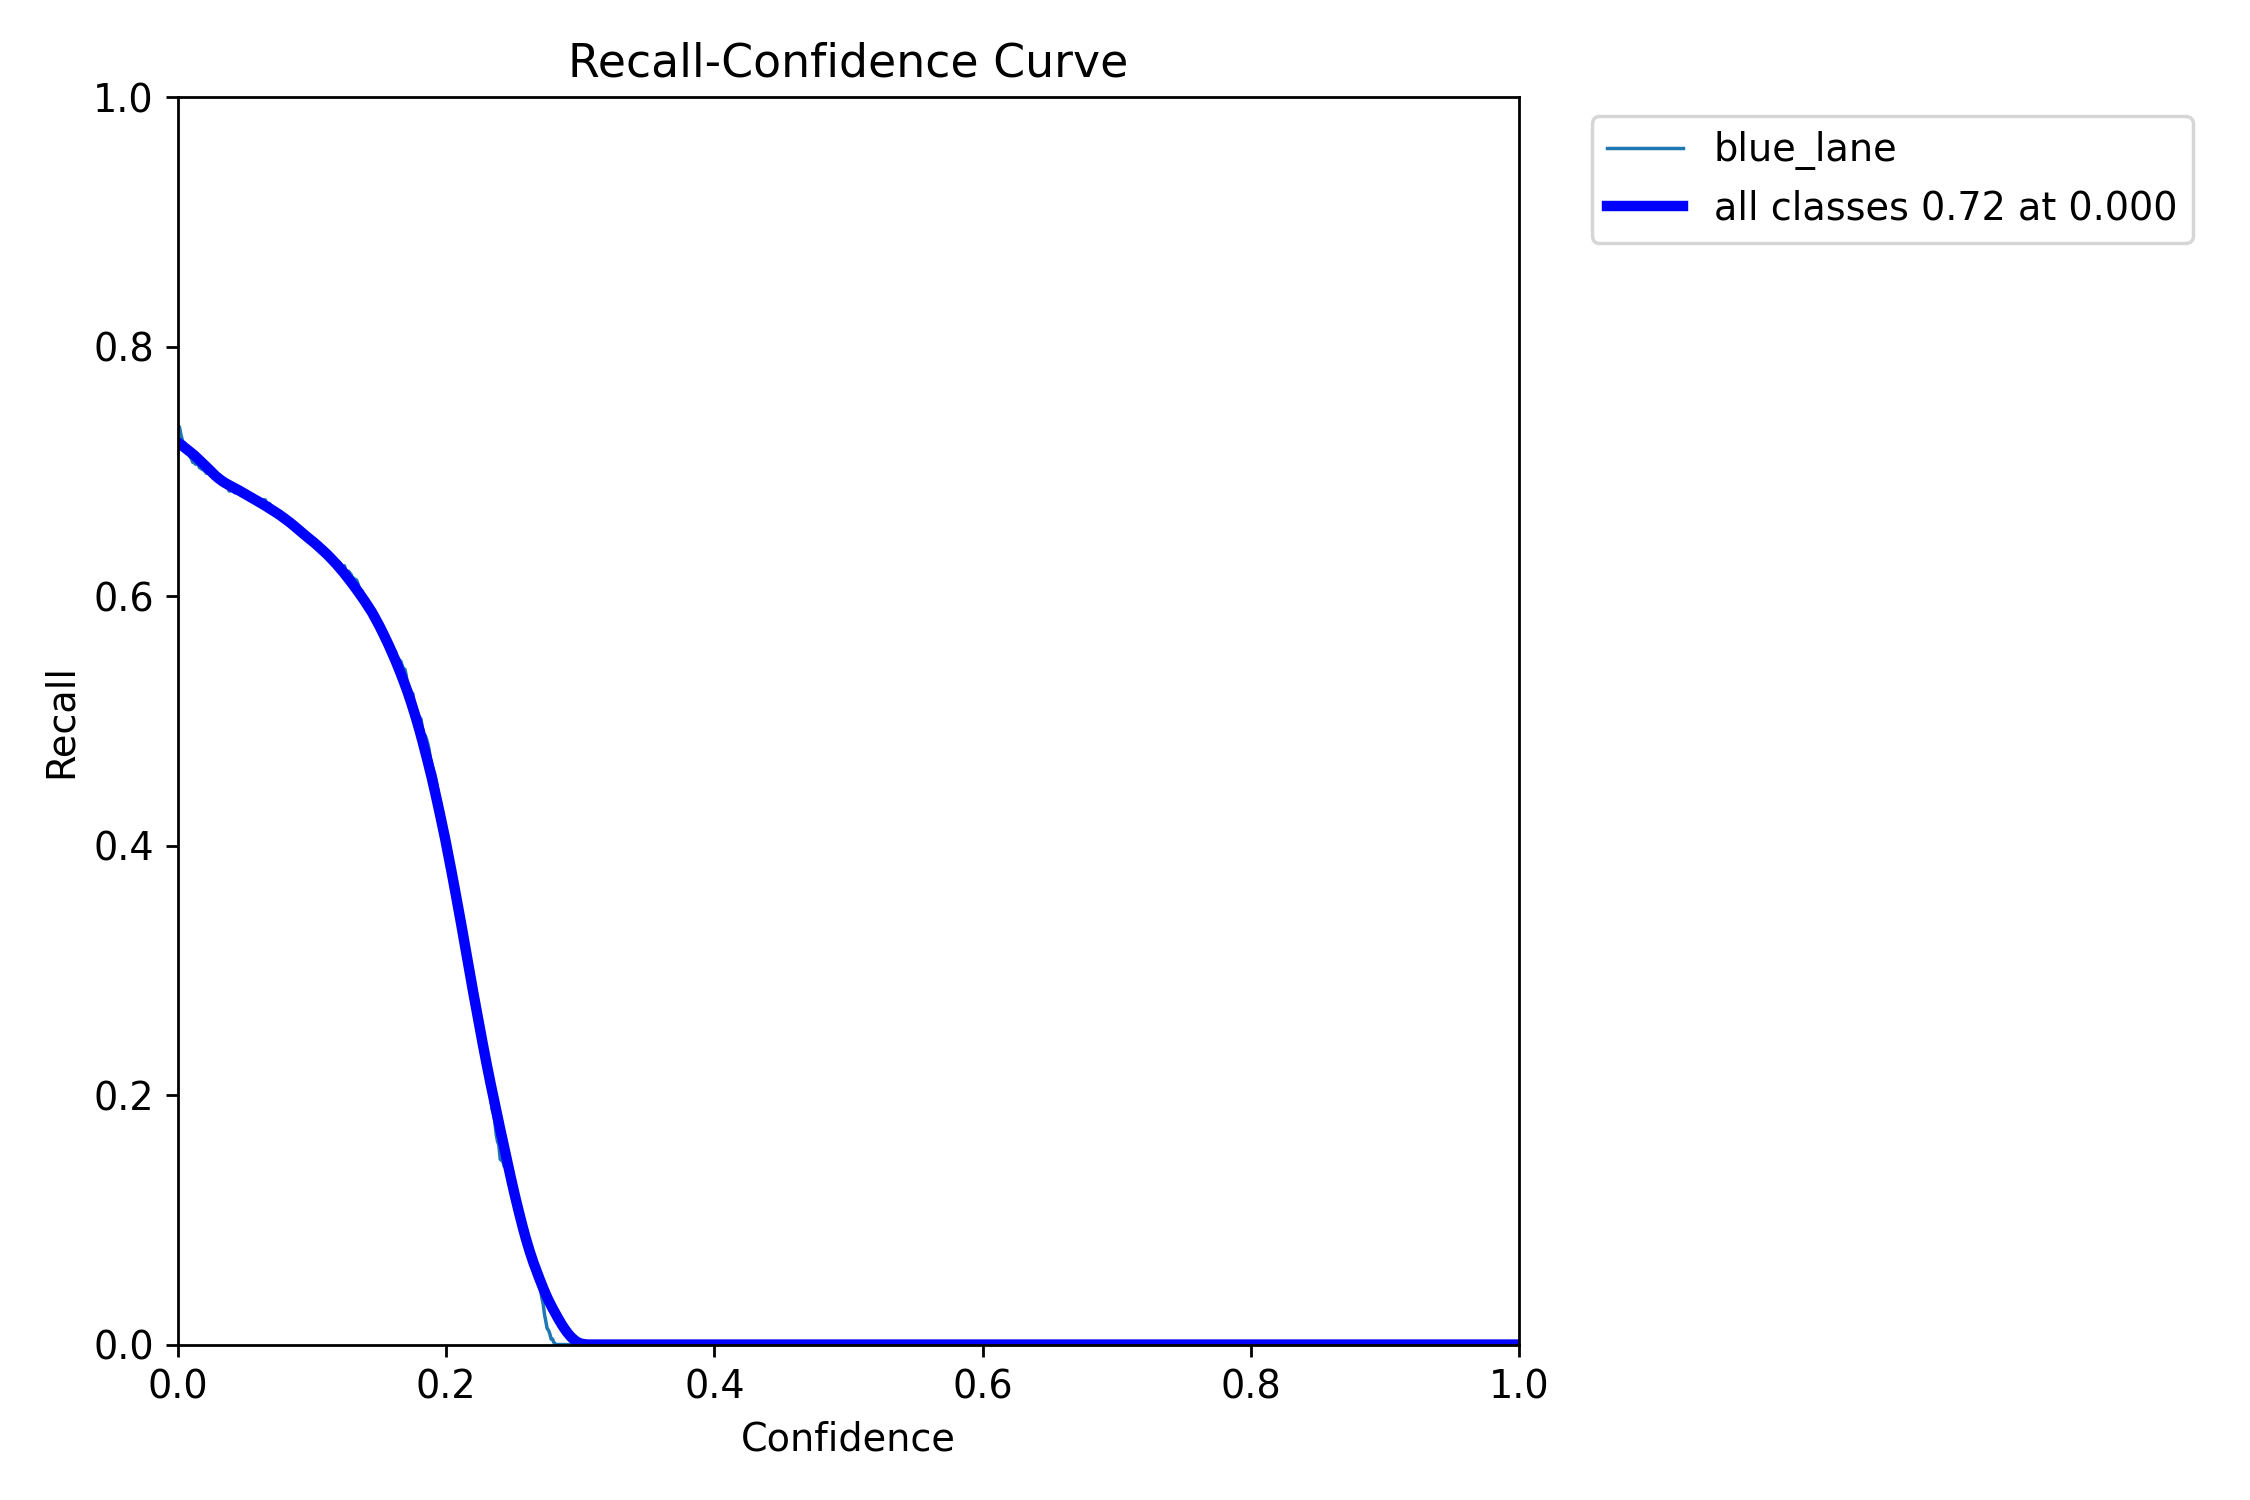 Recall-Confidence Curve
1.0
0.8
0.6
0.4
0.2
0.0
Recall
0.0 0.2 0.4 0.6 0.8 1.0
Confidence
blue_lane
all classes 0.72 at 0.000